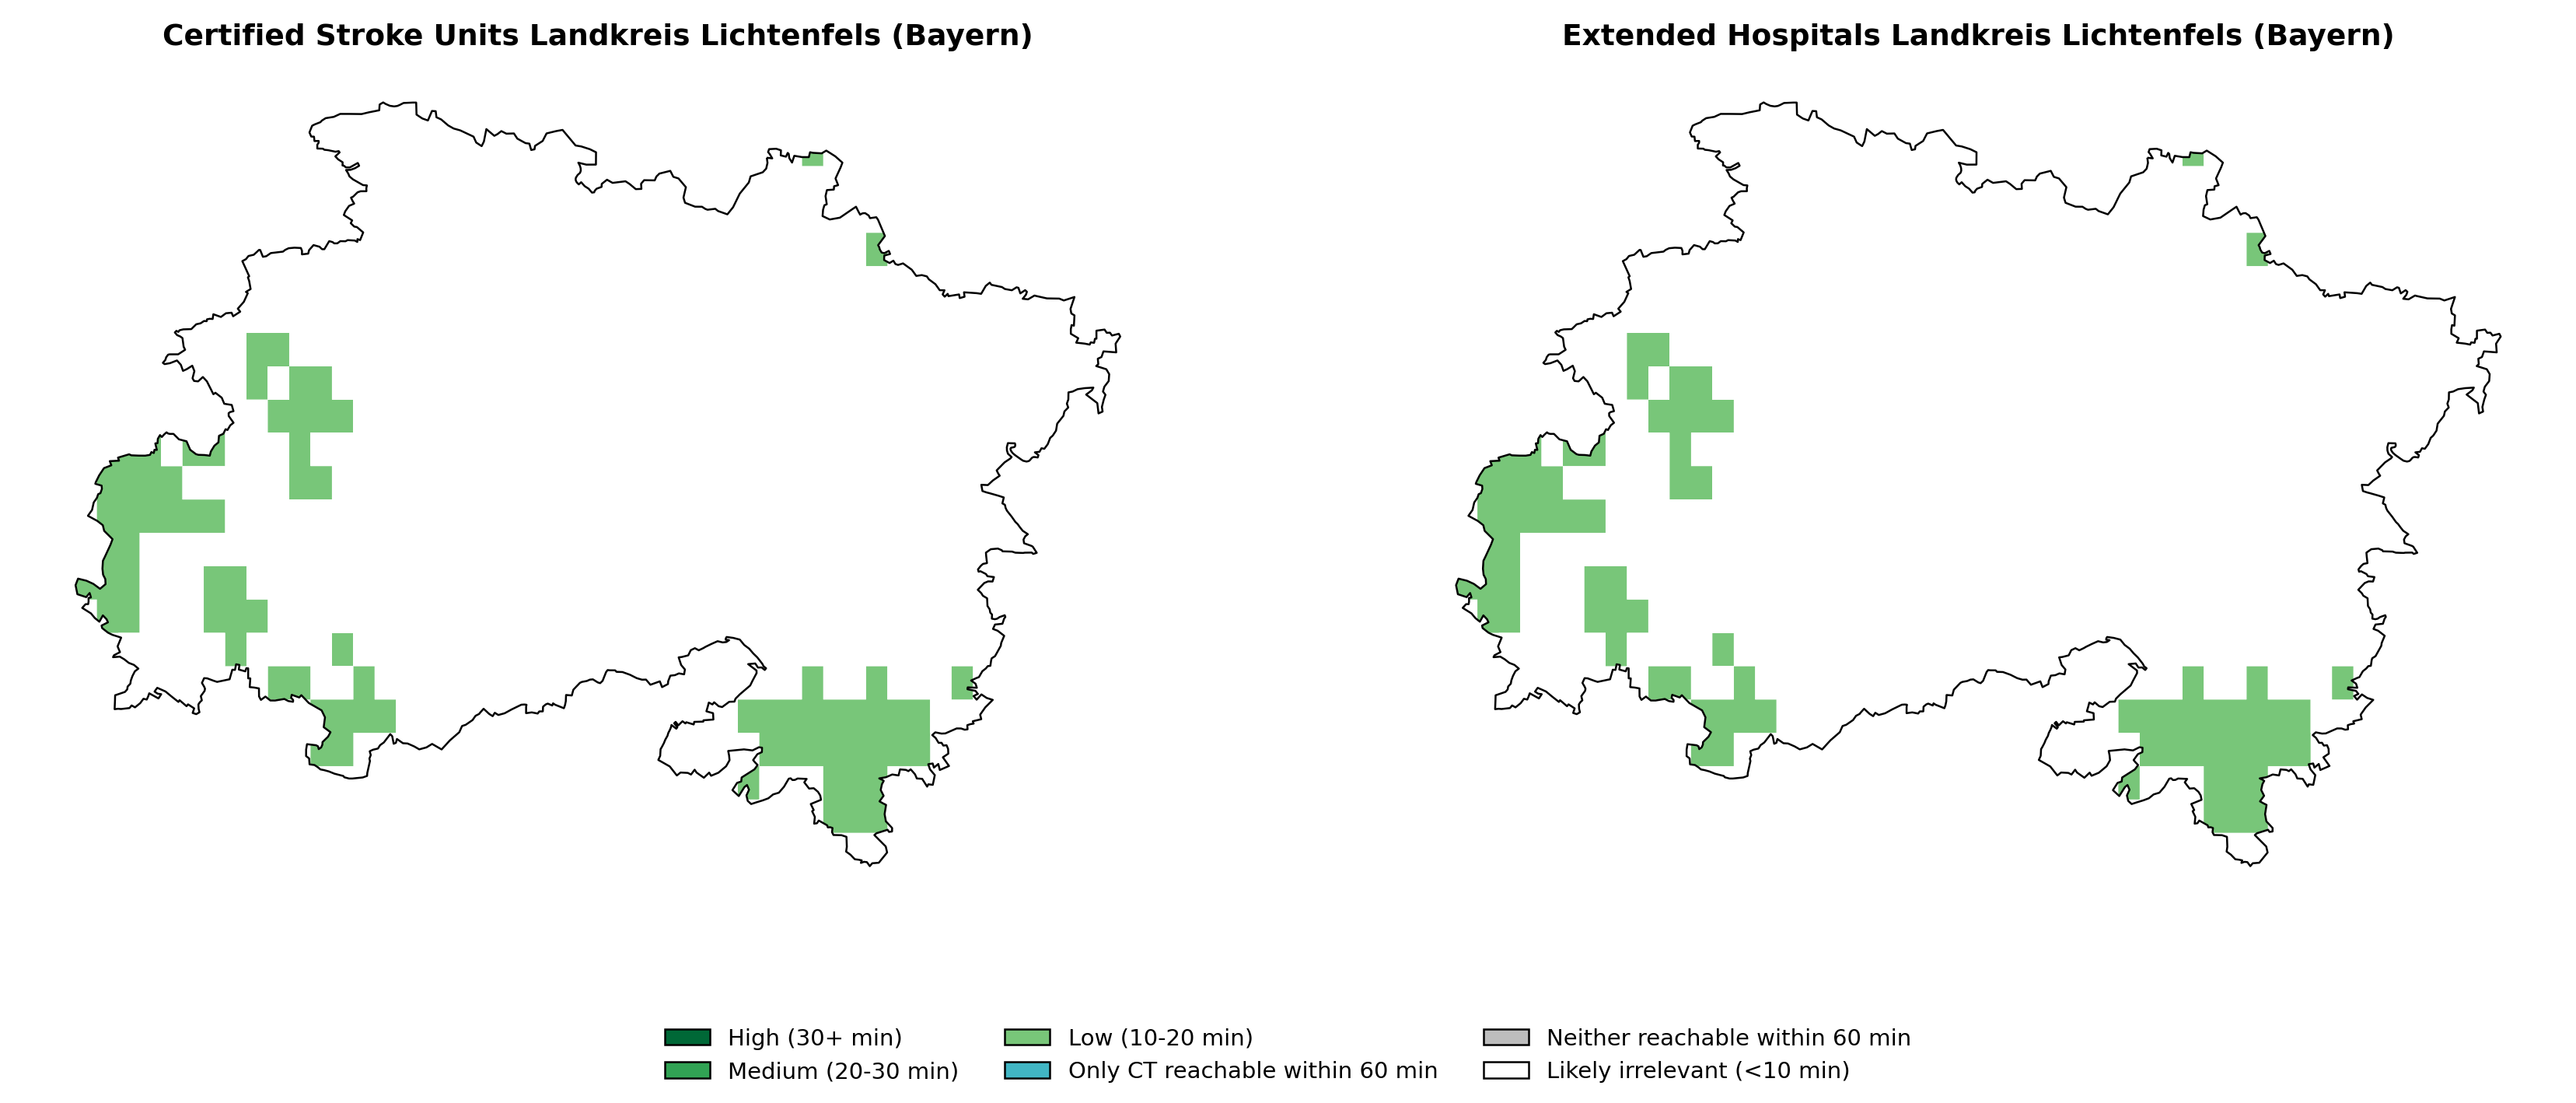 Certified Stroke Units Landkreis Lichtenfels (Bayern)
Extended Hospitals Landkreis Lichtenfels (Bayern)
High (30+ min)
Medium (20-30 min)
Low (10-20 min)
Only CT reachable within 60 min
Neither reachable within 60 min
Likely irrelevant (<10 min)